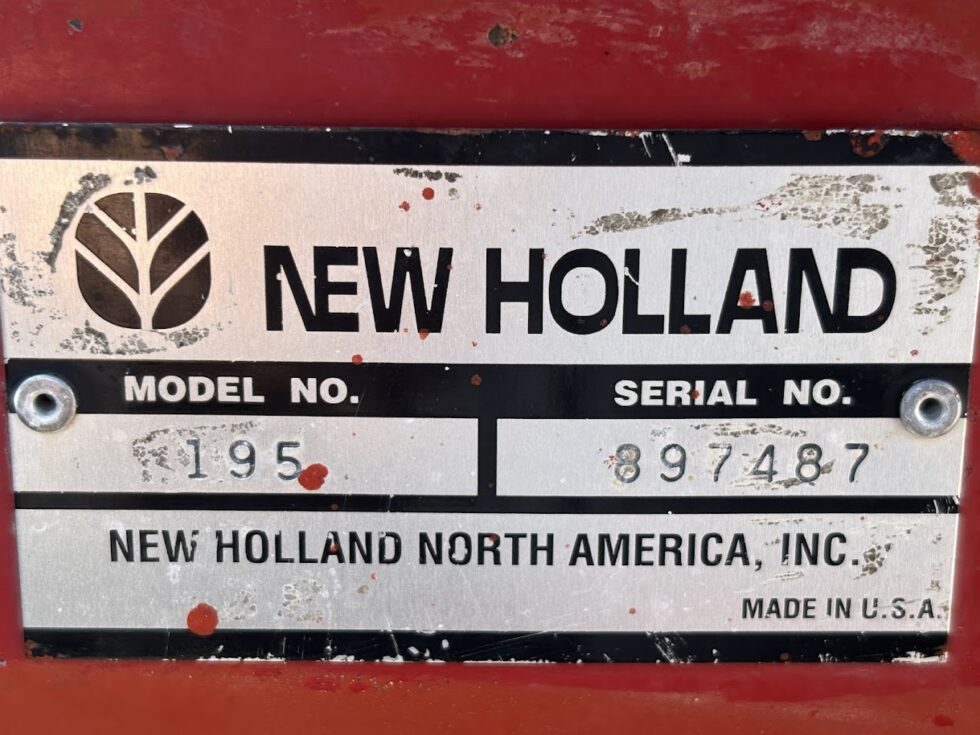 NEW HOLLAND
MODEL NO. SERIAL NO.
195 897487
NEW HOLLAND NORTH AMERICA, INC.
MADE IN U.S.A.